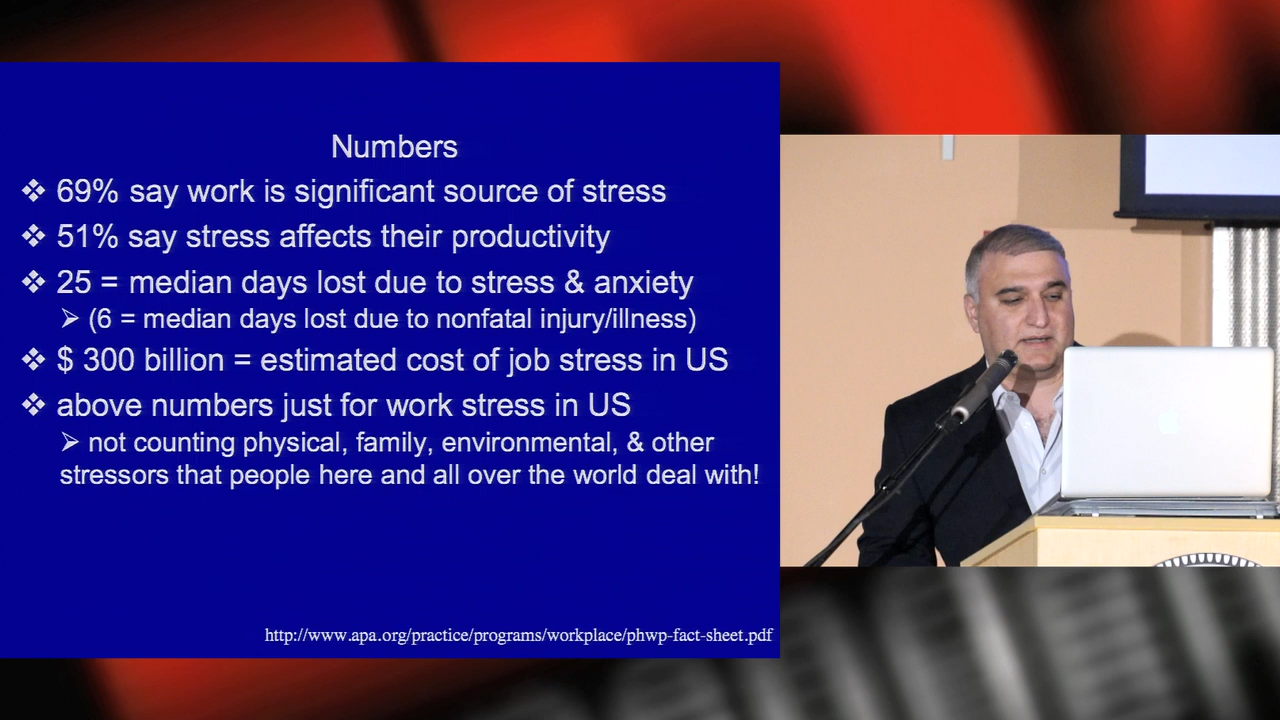 Numbers
❖ 69% say work is significant source of stress
❖ 51% say stress affects their productivity
❖ 25 = median days lost due to stress & anxiety
➢ (6 = median days lost due to nonfatal injury/illness)
❖ $ 300 billion = estimated cost of job stress in US
❖ above numbers just for work stress in US
➢ not counting physical, family, environmental, & other
stressors that people here and all over the world deal with!
http://www.apa.org/practice/programs/workplace/phwp-fact-sheet.pdf